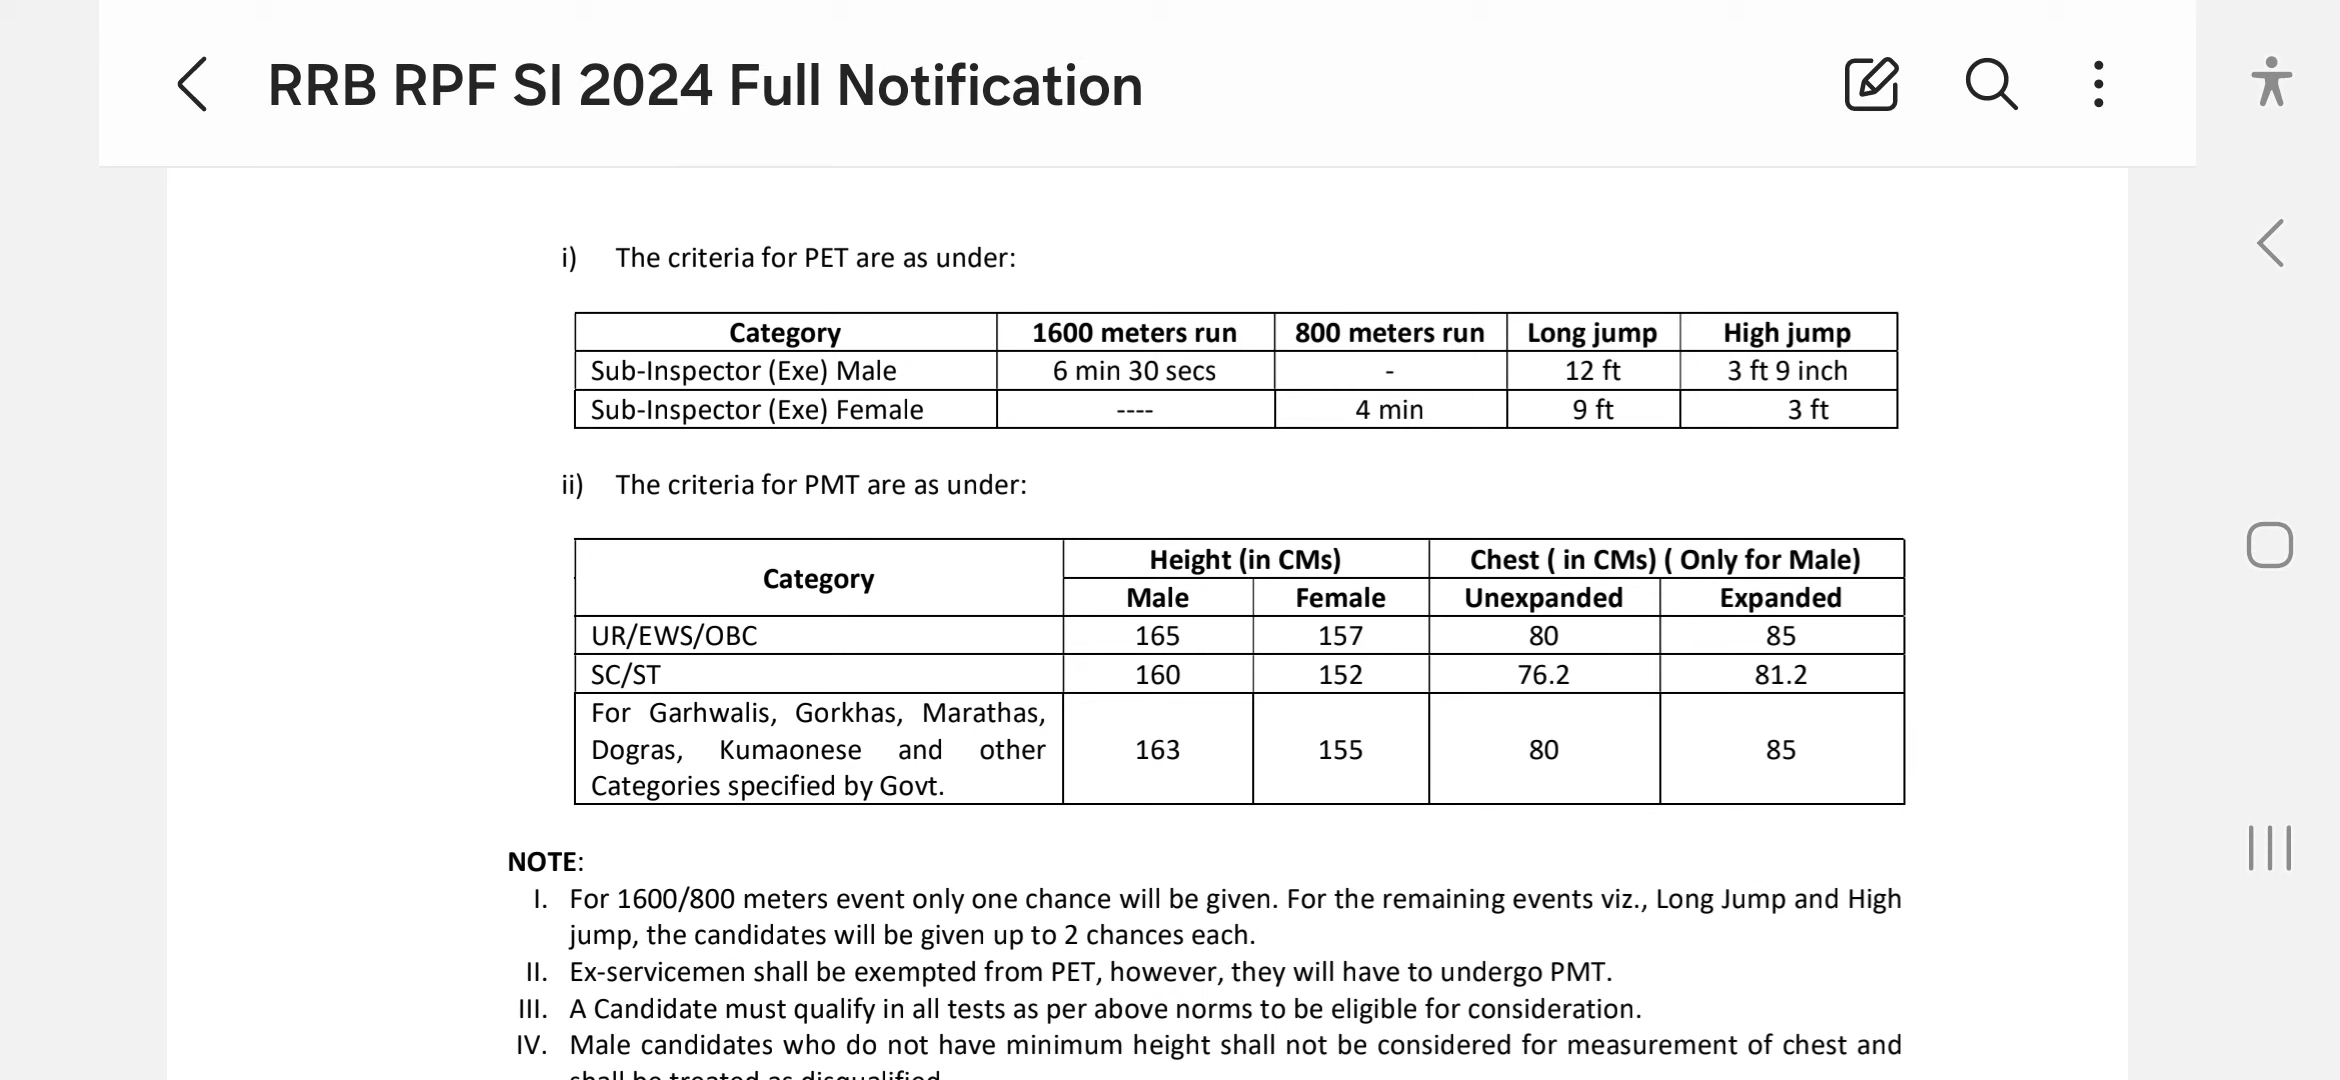 RRB RPF SI 2024 Full Notification
i) The criteria for PET are as under:
Category 1600 meters run 800 meters run Long jump High jump
Sub-Inspector (Exe) Male 6 min 30 secs - 12 ft 3 ft 9 inch
Sub-Inspector (Exe) Female ---- 4 min 9 ft 3 ft
ii) The criteria for PMT are as under:
Category Height (in CMs) Chest ( in CMs) ( Only for Male)
Male Female Unexpanded Expanded
UR/EWS/OBC 165 157 80 85
SC/ST 160 152 76.2 81.2
For Garhwalis, Gorkhas, Marathas,
Dogras, Kumaonese and other 163 155 80 85
Categories specified by Govt.
NOTE:
I. For 1600/800 meters event only one chance will be given. For the remaining events viz., Long Jump and High
jump, the candidates will be given up to 2 chances each.
II. Ex-servicemen shall be exempted from PET, however, they will have to undergo PMT.
III. A Candidate must qualify in all tests as per above norms to be eligible for consideration.
IV. Male candidates who do not have minimum height shall not be considered for measurement of chest and
shall be treated as disqualified